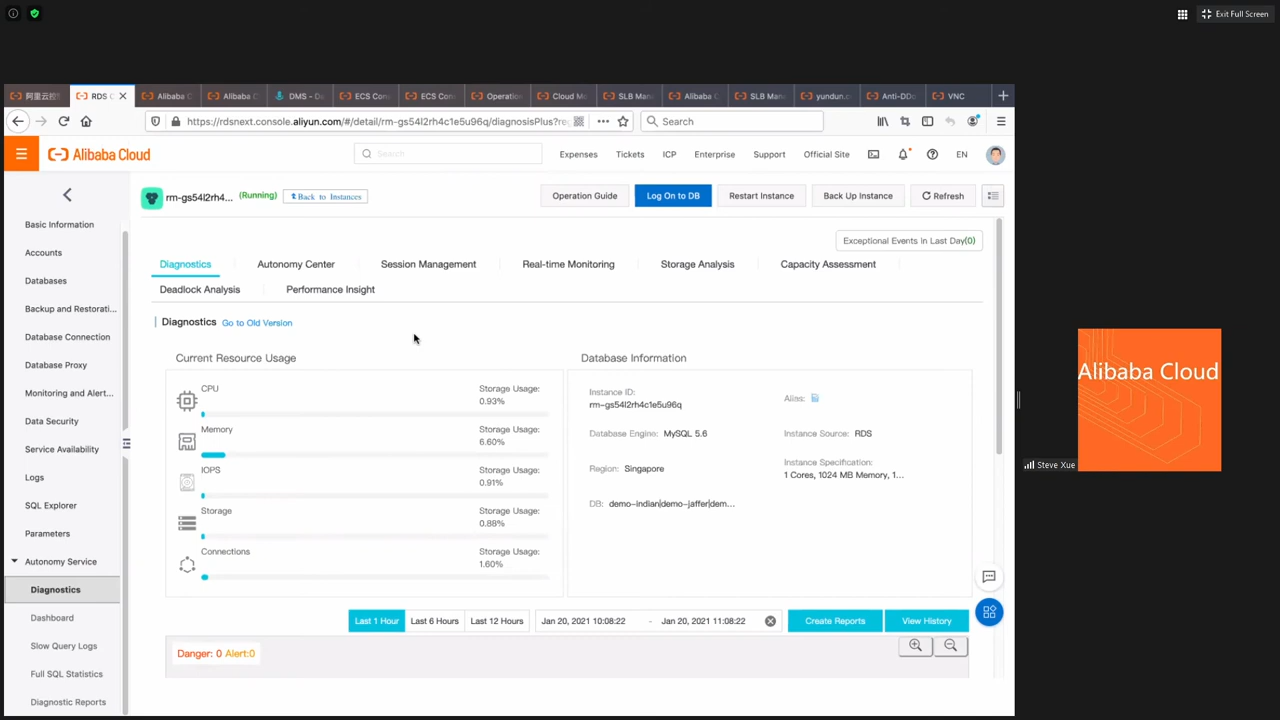 Exit Full Screen
阿里云控
RDS C
Alibaba C
Alibaba C
DMS - Da
ECS Con
ECS Con
Operation
Cloud Mo
SLB Man
Alibaba C
SLB Man
yundun.c
Anti-DDo
VNC
https://rdsnext.console.aliyun.com/#/detail/rm-gs54l2rh4c1e5u96q/diagnosisPlus?re
Search
Alibaba Cloud
Search
Expenses
Tickets
ICP
Enterprise
Support
Official Site
EN
rm-gs54l2rh4...
(Running)
Back to Instances
Operation Guide
Log On to DB
Restart Instance
Back Up Instance
Refresh
Basic Information
Accounts
Databases
Backup and Restorati...
Database Connection
Database Proxy
Monitoring and Alert...
Data Security
Service Availability
Logs
SQL Explorer
Parameters
Autonomy Service
Diagnostics
Dashboard
Slow Query Logs
Full SQL Statistics
Diagnostic Reports
Exceptional Events in Last Day(0)
Diagnostics
Autonomy Center
Session Management
Real-time Monitoring
Storage Analysis
Capacity Assessment
Deadlock Analysis
Performance Insight
Diagnostics Go to Old Version
Current Resource Usage
CPU
Storage Usage:
0.93%
Memory
Storage Usage:
6.60%
IOPS
Storage Usage:
0.91%
Storage
Storage Usage:
0.88%
Connections
Storage Usage:
1.60%
Database Information
Instance ID:
rm-gs54l2rh4c1e5u96q
Alias:
Database Engine: MySQL 5.6
Instance Source: RDS
Region: Singapore
Instance Specification:
1 Cores, 1024 MB Memory, 1...
DB: demo-indian|demo-jaffer|dem...
Last 1 Hour
Last 6 Hours
Last 12 Hours
Jan 20, 2021 10:08:22 - Jan 20, 2021 11:08:22
Create Reports
View History
Danger: 0 Alert:0
Alibaba Cloud
Steve Xue